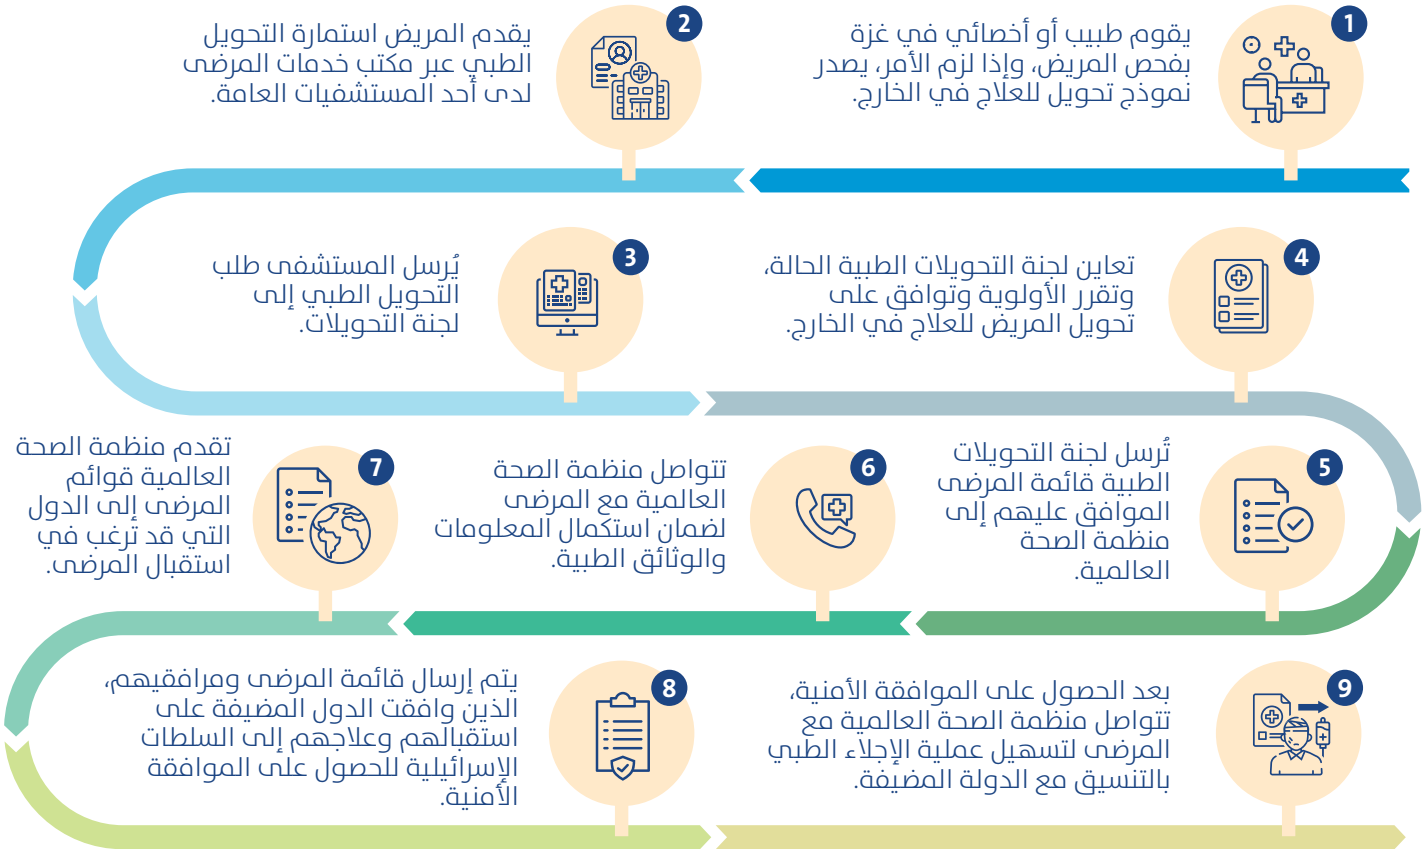 1
يقوم طبيب أو أخصائي في غزة
بفحص المريض، وإذا لزم الأمر، يصدر
نموذج تحويل للعلاج في الخارج.
2
يقدم المريض استمارة التحويل
الطبي عبر مكتب خدمات المرضى
لدى أحد المستشفيات العامة.
3
يُرسل المستشفى طلب
التحويل الطبي إلى
لجنة التحويلات.
4
تعاين لجنة التحويلات الطبية الحالة،
وتقرر الأولوية وتوافق على
تحويل المريض للعلاج في الخارج.
5
تُرسل لجنة التحويلات
الطبية قائمة المرضى
الموافق عليهم إلى
منظمة الصحة
العالمية.
6
تتواصل منظمة الصحة
العالمية مع المرضى
لضمان استكمال المعلومات
والوثائق الطبية.
7
تقدم منظمة الصحة
العالمية قوائم
المرضى إلى الدول
التي قد ترغب في
استقبال المرضى.
8
يتم إرسال قائمة المرضى ومرافقيهم،
الذين وافقت الدول المضيفة على
استقبالهم وعلاجهم إلى السلطات
الإسرائيلية للحصول على الموافقة
الأمنية.
9
بعد الحصول على الموافقة الأمنية،
تتواصل منظمة الصحة العالمية مع
المرضى لتسهيل عملية الإجلاء الطبي
بالتنسيق مع الدولة المضيفة.